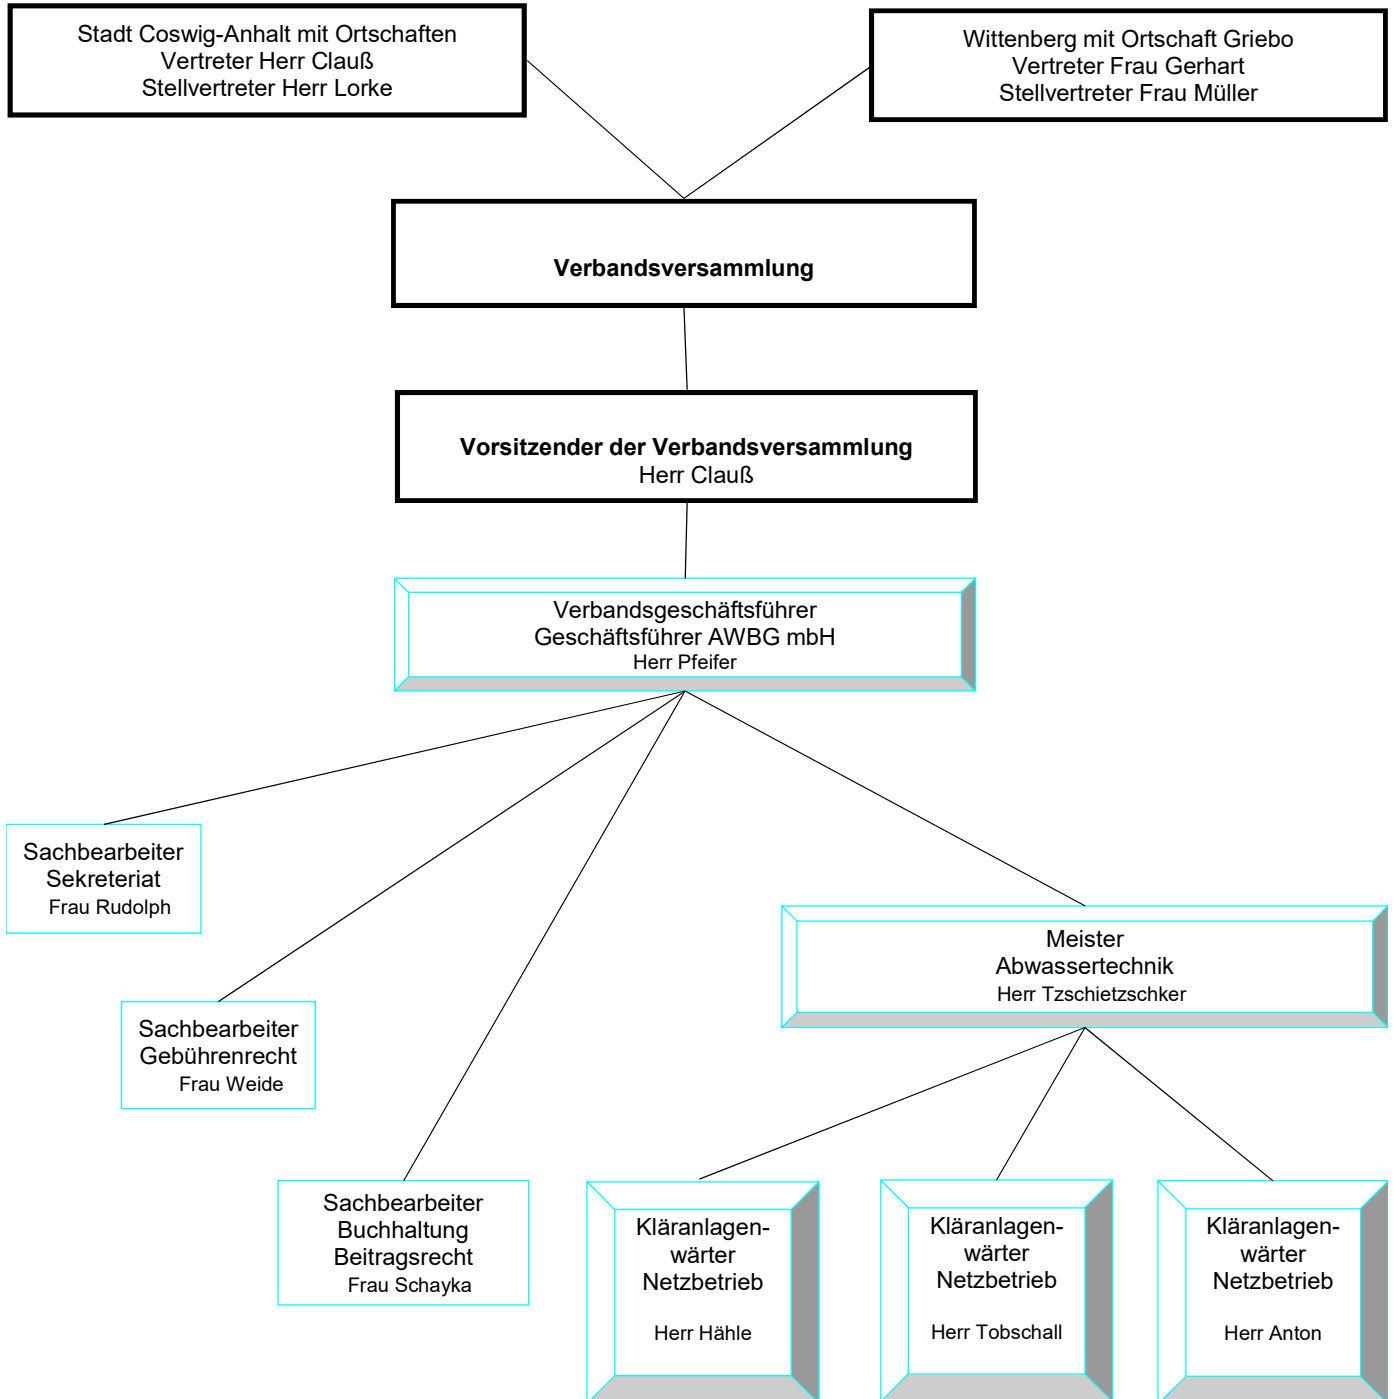 Stadt Coswig-Anhalt mit Ortschaften
Vertreter Herr Clauß
Stellvertreter Herr Lorke
Wittenberg mit Ortschaft Griebo
Vertreter Frau Gerhart
Stellvertreter Frau Müller
Verbandsversammlung
Vorsitzender der Verbandsversammlung
Herr Clauß
Verbandsgeschäftsführer
Geschäftsführer AWBG mbH
Herr Pfeifer
Sachbearbeiter
Sekreteriat
Frau Rudolph
Meister
Abwassertechnik
Herr Tzschietzschker
Sachbearbeiter
Gebührenrecht
Frau Weide
Sachbearbeiter
Buchhaltung
Beitragsrecht
Frau Schayka
Kläranlagen-
wärter
Netzbetrieb
Herr Hähle
Kläranlagen-
wärter
Netzbetrieb
Herr Tobschall
Kläranlagen-
wärter
Netzbetrieb
Herr Anton